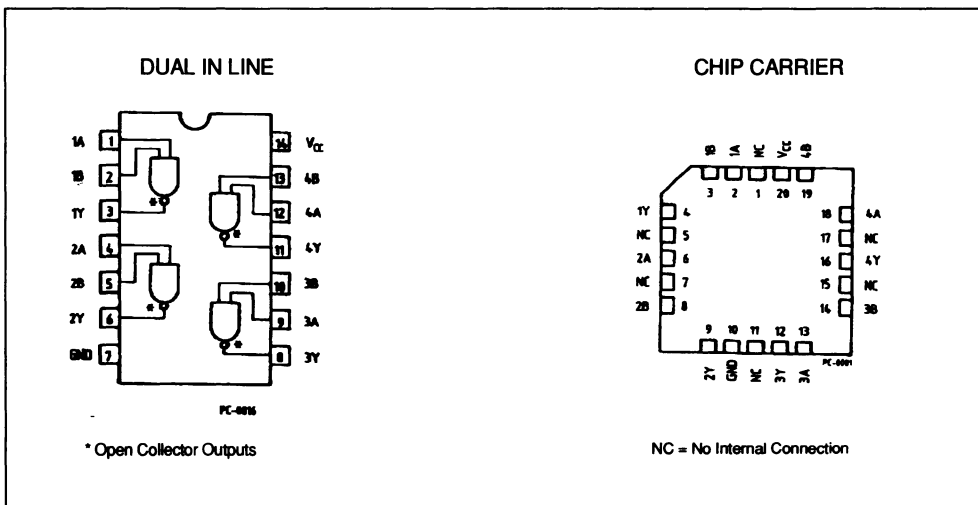 DUAL IN LINE
1A 1 14 VCC
1B 2 13 4B
1Y 3 12 4A
2A 4 11 4Y
2B 5 10 3B
2Y 6 9 3A
GND 7 8 3Y
* * * *
PC-0016
* Open Collector Outputs
CHIP CARRIER
1B 1A NC VCC 4B
3 2 1 20 19
1Y 4 18 4A
NC 5 17 NC
2A 6 16 4Y
NC 7 15 NC
2B 8 14 3B
9 10 11 12 13
2Y GND NC 3Y 3A
PC-0001
NC = No Internal Connection